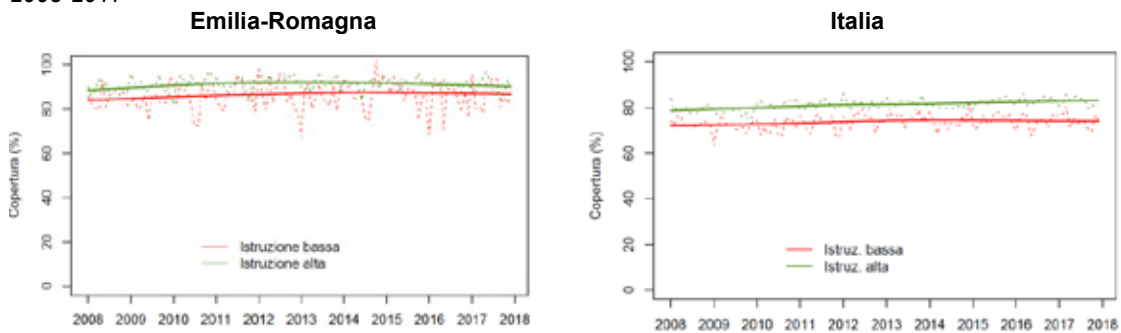 Emilia-Romagna
Italia
Copertura (%)
100
80
60
40
20
0
Istruzione bassa
Istruzione alta
2008 2009 2010 2011 2012 2013 2014 2015 2016 2017 2018
Copertura (%)
100
80
60
40
20
0
Istruz. bassa
Istruz. alta
2008 2009 2010 2011 2012 2013 2014 2015 2016 2017 2018